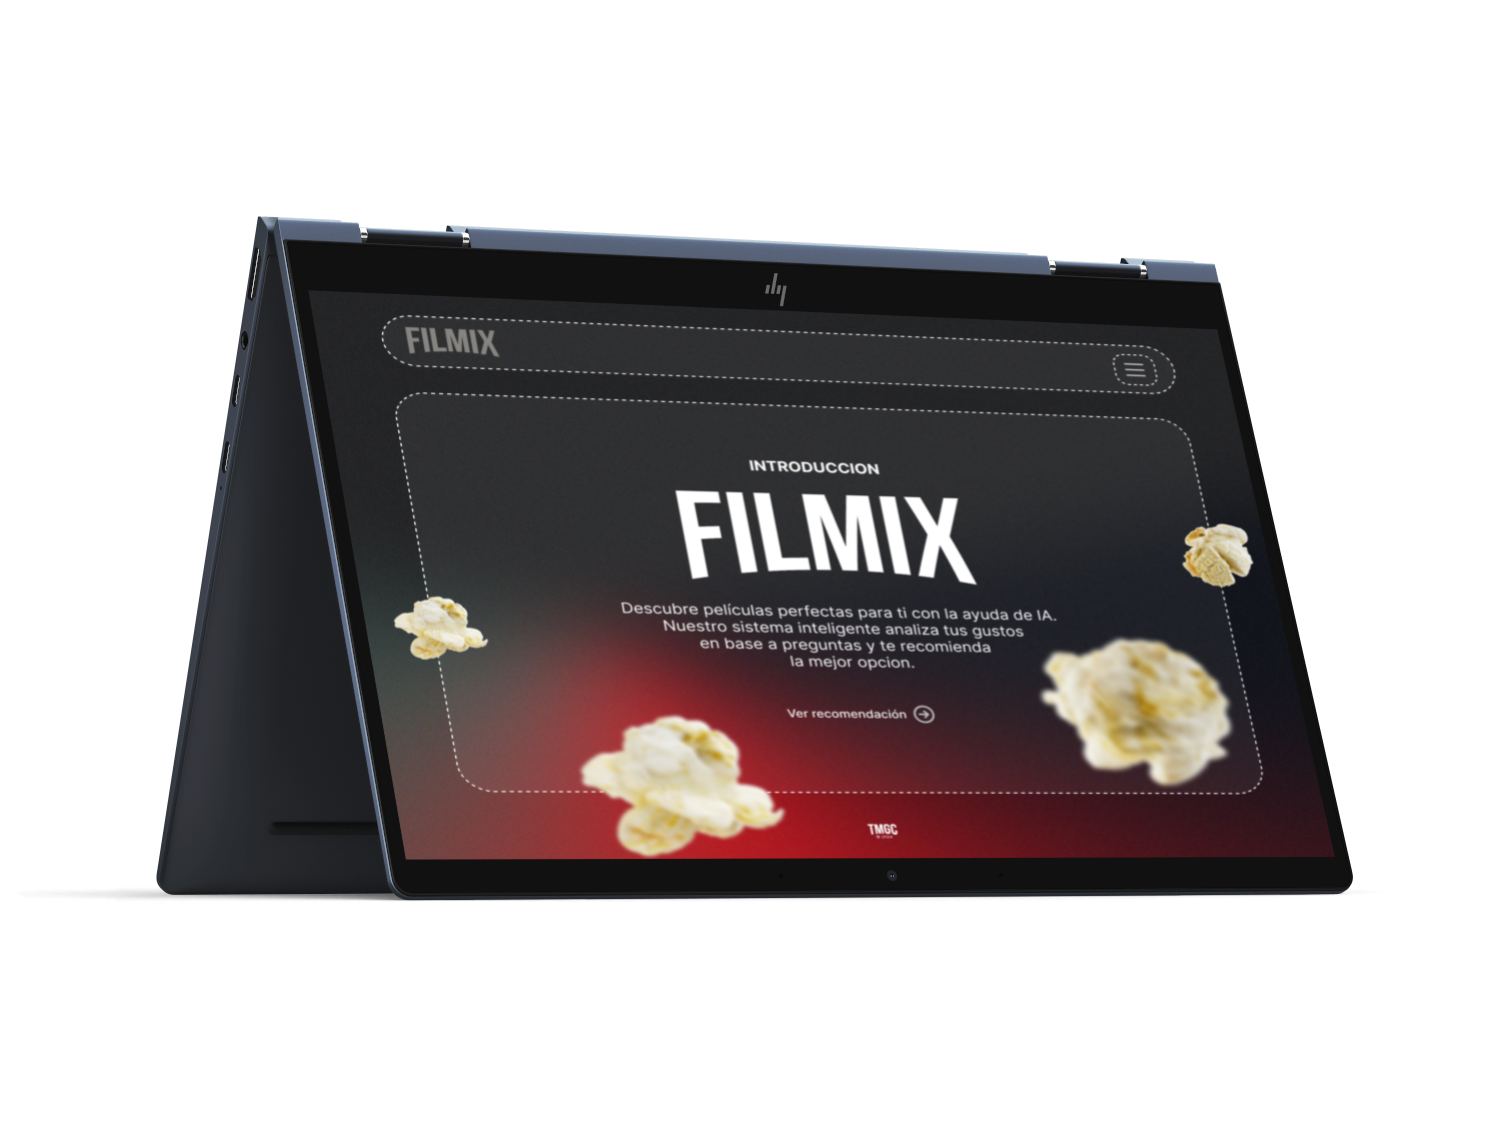 FILMIX
INTRODUCCION
FILMIX
Descubre películas perfectas para ti con la ayuda de IA.
Nuestro sistema inteligente analiza tus gustos
en base a preguntas y te recomienda
la mejor opcion.
Ver recomendación
TMGC